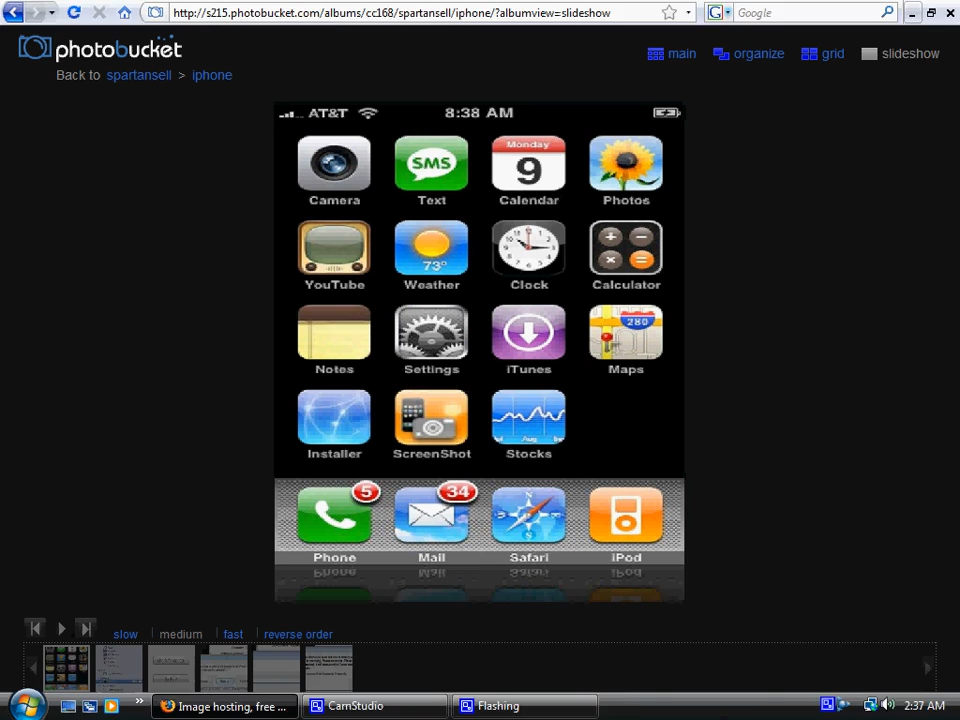 http://s215.photobucket.com/albums/cc168/spartansell/iphone/?albumview=slideshow
Google
photobucket
main
organize
grid
slideshow
Back to spartansell > iphone
AT&T
8:38 AM
SMS
Monday
9
Camera
Text
Calendar
Photos
73°
YouTube
Weather
Clock
Calculator
280
Notes
Settings
iTunes
Maps
Installer
ScreenShot
Stocks
5
34
Phone
Mail
Safari
iPod
slow
medium
fast
reverse order
Image hosting, free ...
CamStudio
Flashing
2:37 AM